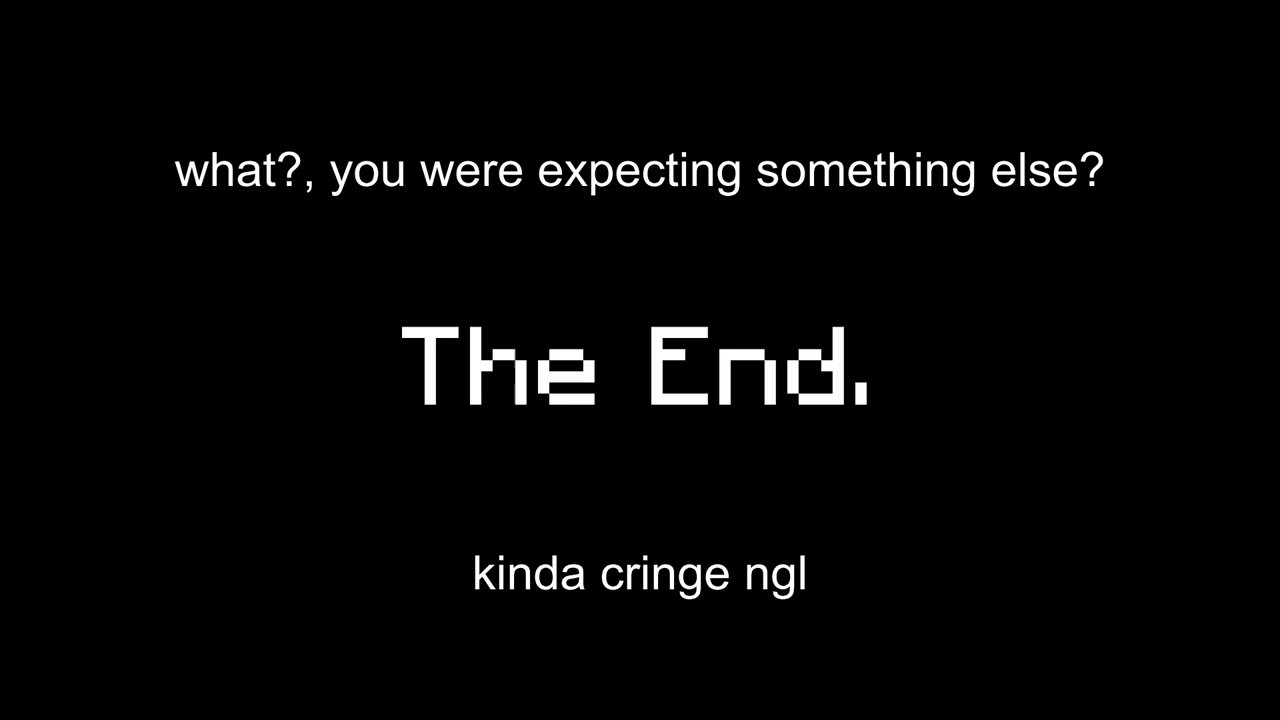 what?, you were expecting something else?
The End.
kinda cringe ngl